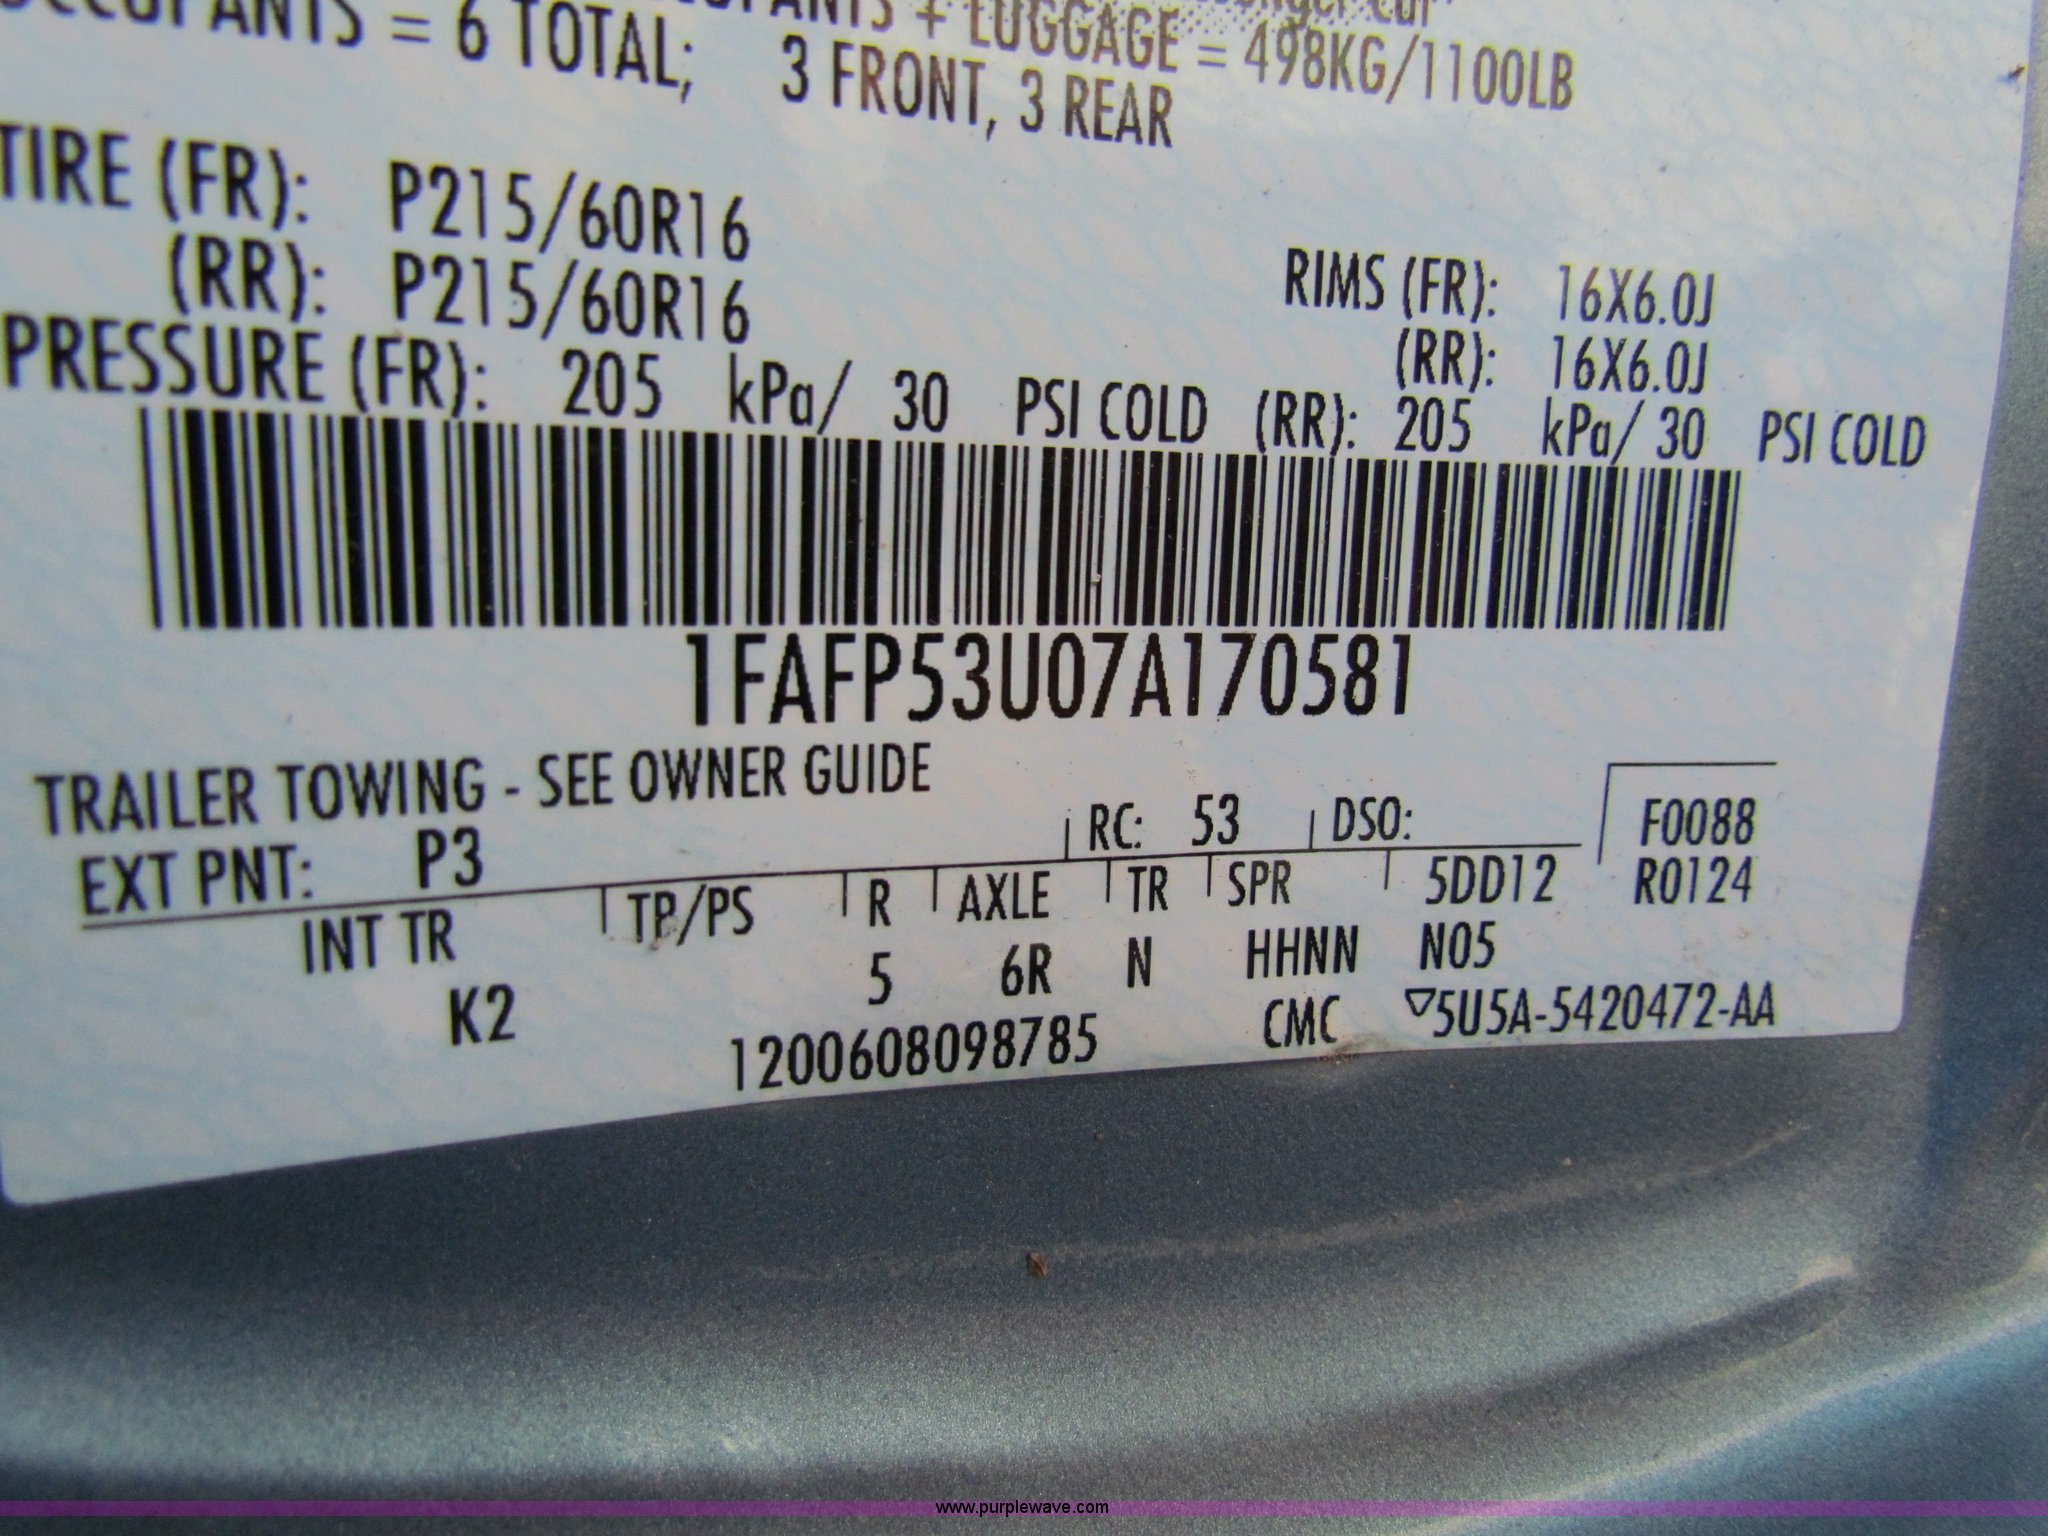 OCCUPANTS = 6 TOTAL; 3 FRONT, 3 REAR
+ LUGGAGE = 498KG/1100LB
TIRE (FR): P215/60R16
(RR): P215/60R16
RIMS (FR): 16X6.0J
(RR): 16X6.0J
PRESSURE (FR): 205 kPa/ 30 PSI COLD (RR): 205 kPa/ 30 PSI COLD
1FAFP53U07A170581
TRAILER TOWING - SEE OWNER GUIDE
EXT PNT: P3 RC: 53 DSO: F0088
R0124
INT TR TP/PS R AXLE TR SPR 5DD12
K2 5 6R N HHNN N05
1200608098785 CMC ▽5U5A-5420472-AA
www.purplewave.com